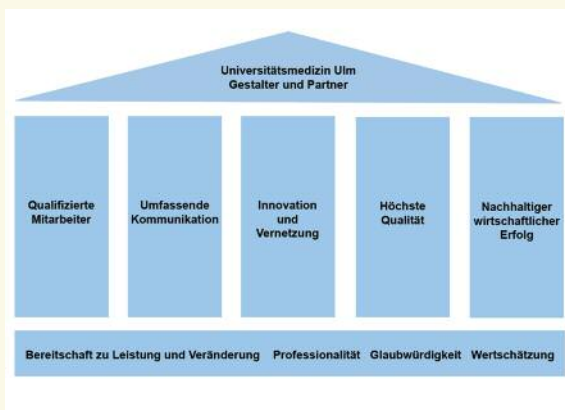 Universitätsmedizin Ulm
Gestalter und Partner
Qualifizierte
Mitarbeiter
Umfassende
Kommunikation
Innovation
und
Vernetzung
Höchste
Qualität
Nachhaltiger
wirtschaftlicher
Erfolg
Bereitschaft zu Leistung und Veränderung Professionalität Glaubwürdigkeit Wertschätzung